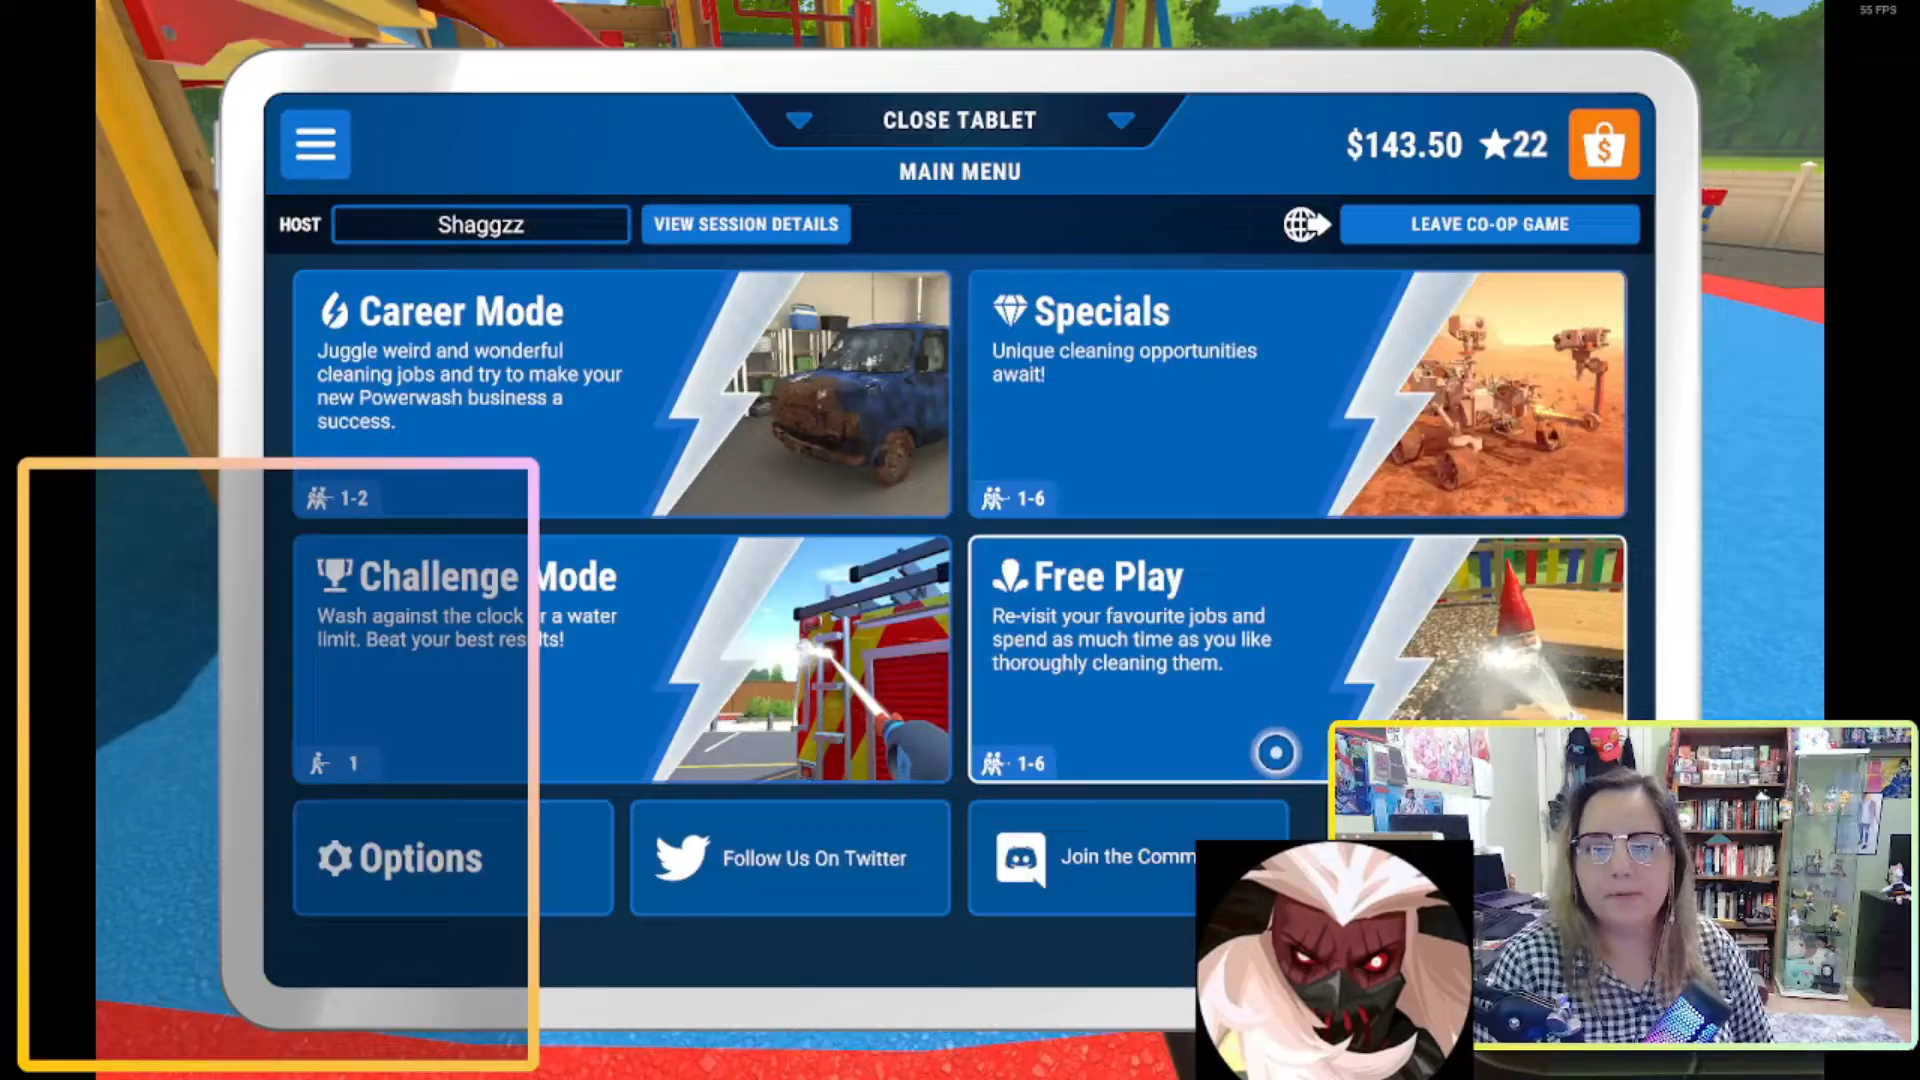 55 FPS
CLOSE TABLET
MAIN MENU
$143.50 ★22
HOST
Shaggzz
VIEW SESSION DETAILS
LEAVE CO-OP GAME
Career Mode
Juggle weird and wonderful
cleaning jobs and try to make your
new Powerwash business a
success.
1-2
Specials
Unique cleaning opportunities
await!
1-6
Challenge Mode
Wash against the clock or a water
limit. Beat your best results!
1
Free Play
Re-visit your favourite jobs and
spend as much time as you like
thoroughly cleaning them.
1-6
Options
Follow Us On Twitter
Join the Comm